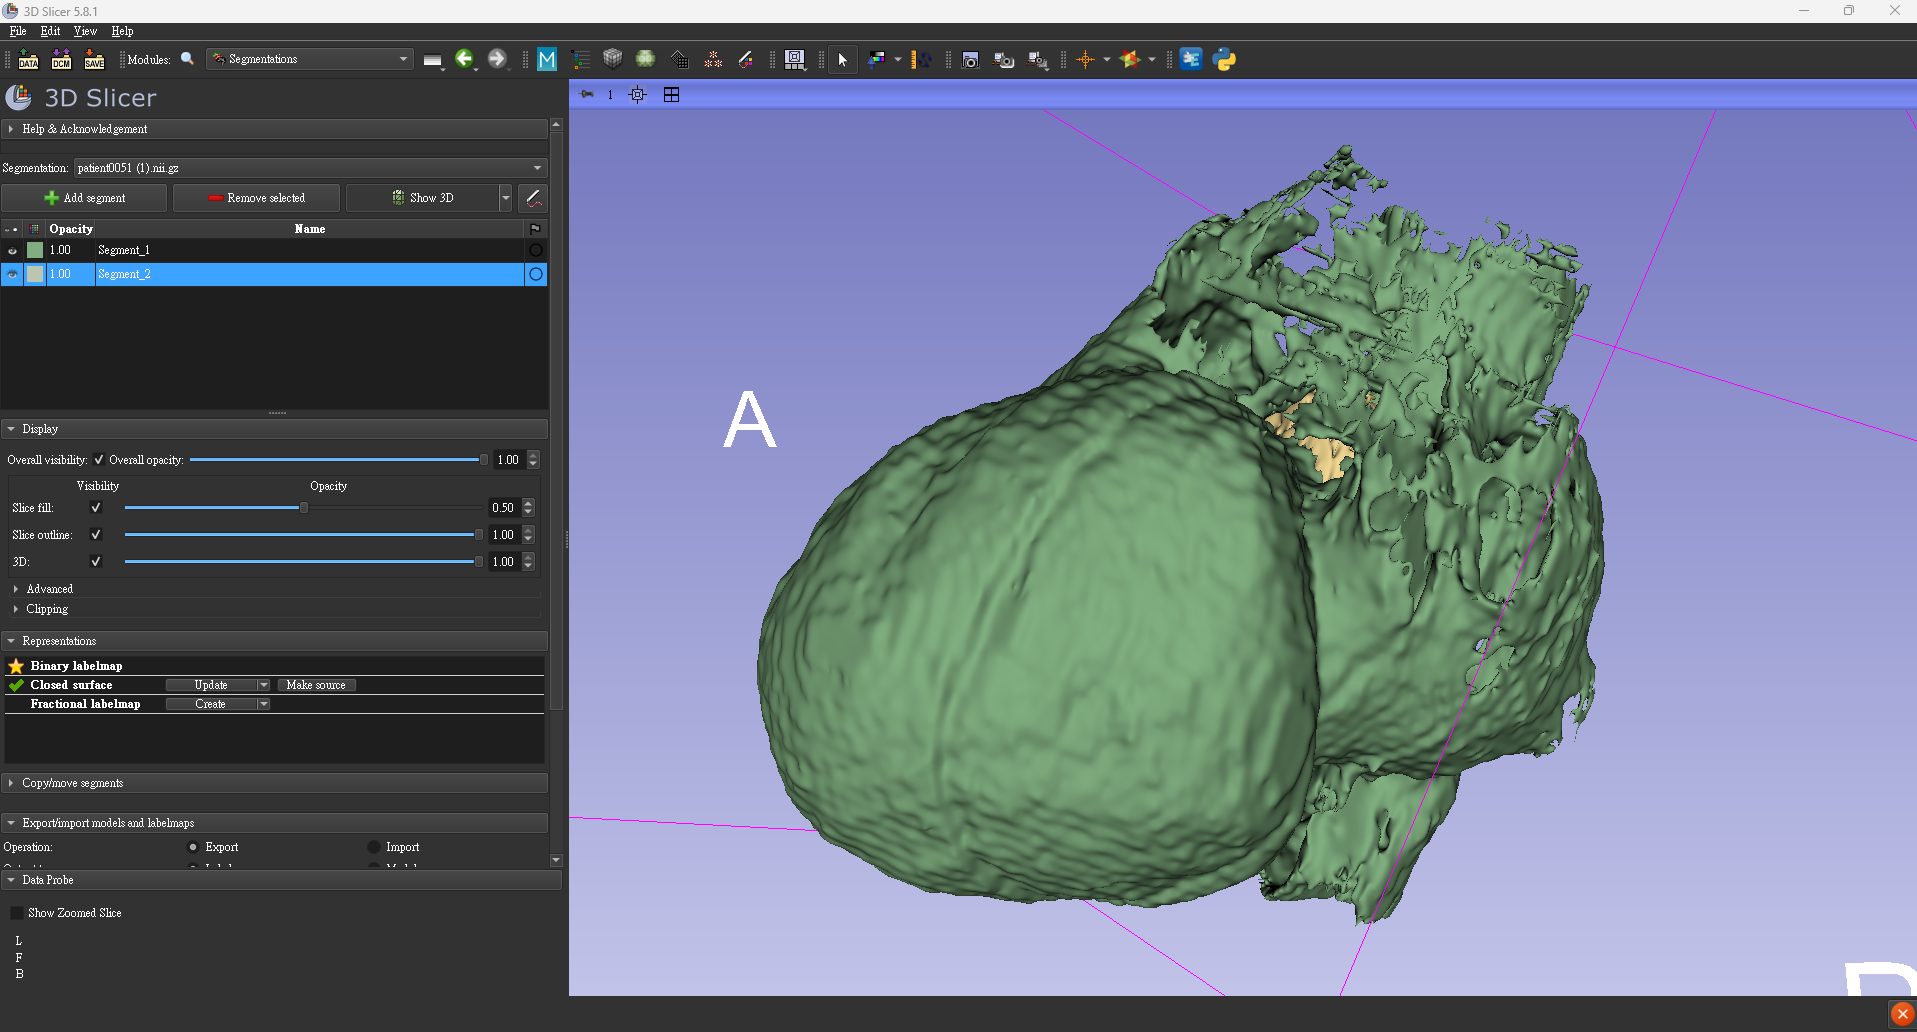 3D Slicer 5.8.1
File Edit View Help
DATA DCM SAVE Modules: Segmentations M
1
3D Slicer
Help & Acknowledgement
Segmentation: patient0051 (1).nii.gz
Add segment Remove selected Show 3D
Opacity Name
1.00 Segment_1
1.00 Segment_2
Display
Overall visibility: Overall opacity: 1.00
Visibility Opacity
Slice fill: 0.50
Slice outline: 1.00
3D: 1.00
Advanced
Clipping
Representations
Binary labelmap
Closed surface Update Make source
Fractional labelmap Create
Copy/move segments
Export/import models and labelmaps
Operation: Export Import
Data Probe
Show Zoomed Slice
L
F
B
A